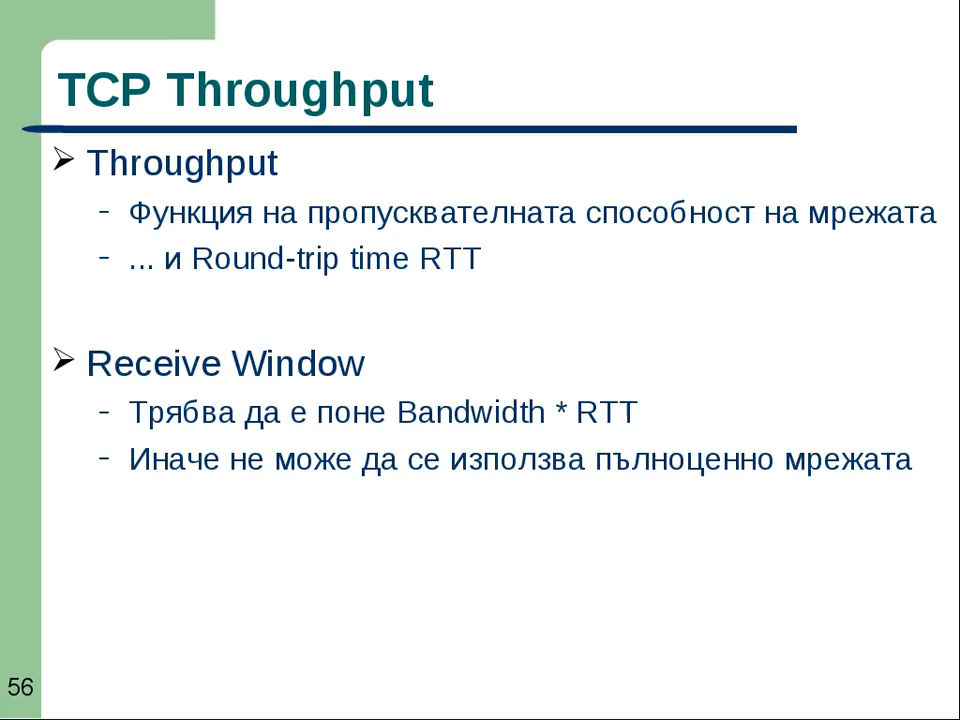 TCP Throughput
Throughput
- Функция на пропусквателната способност на мрежата
- ... и Round-trip time RTT
Receive Window
- Трябва да е поне Bandwidth * RTT
- Иначе не може да се използва пълноценно мрежата
56